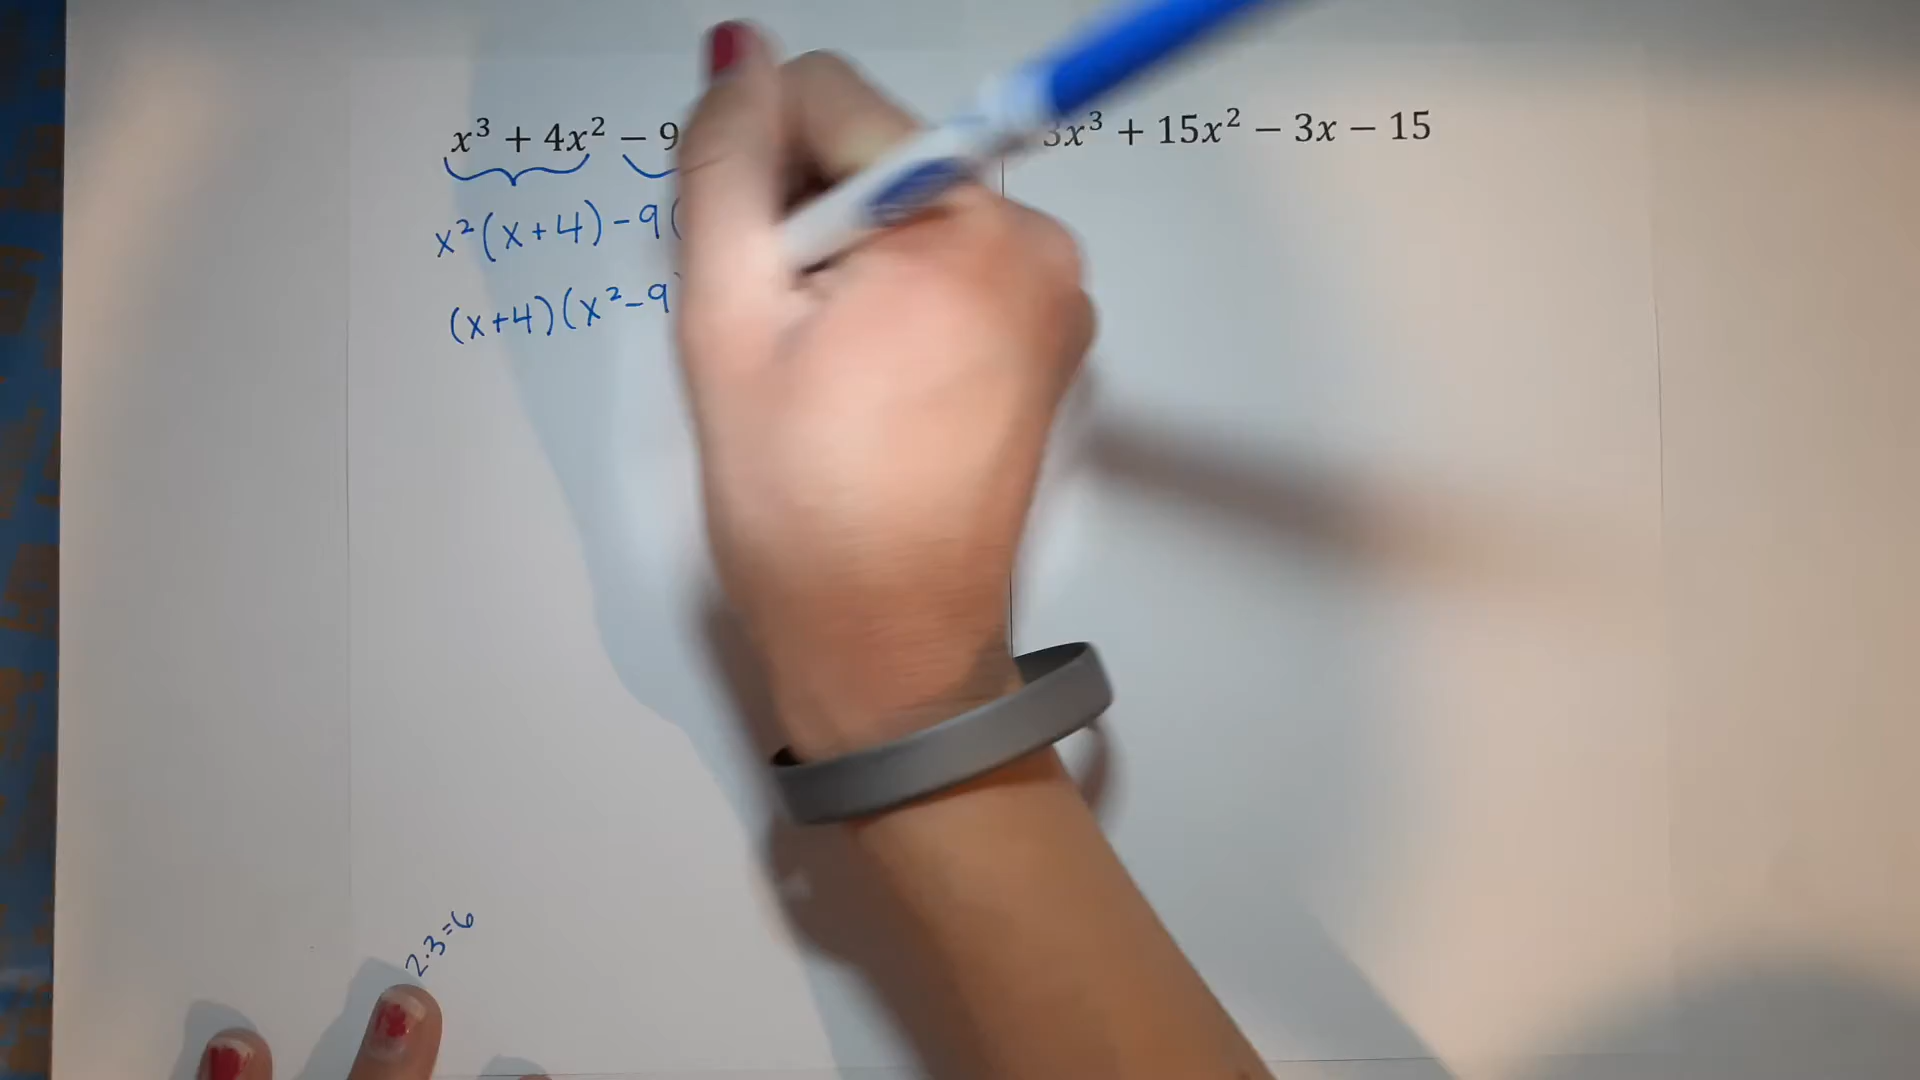 x³ + 4x² − 9
x²(x+4)-9(
(x+4)(x²-9
3x³ + 15x² − 3x − 15
2·3=6